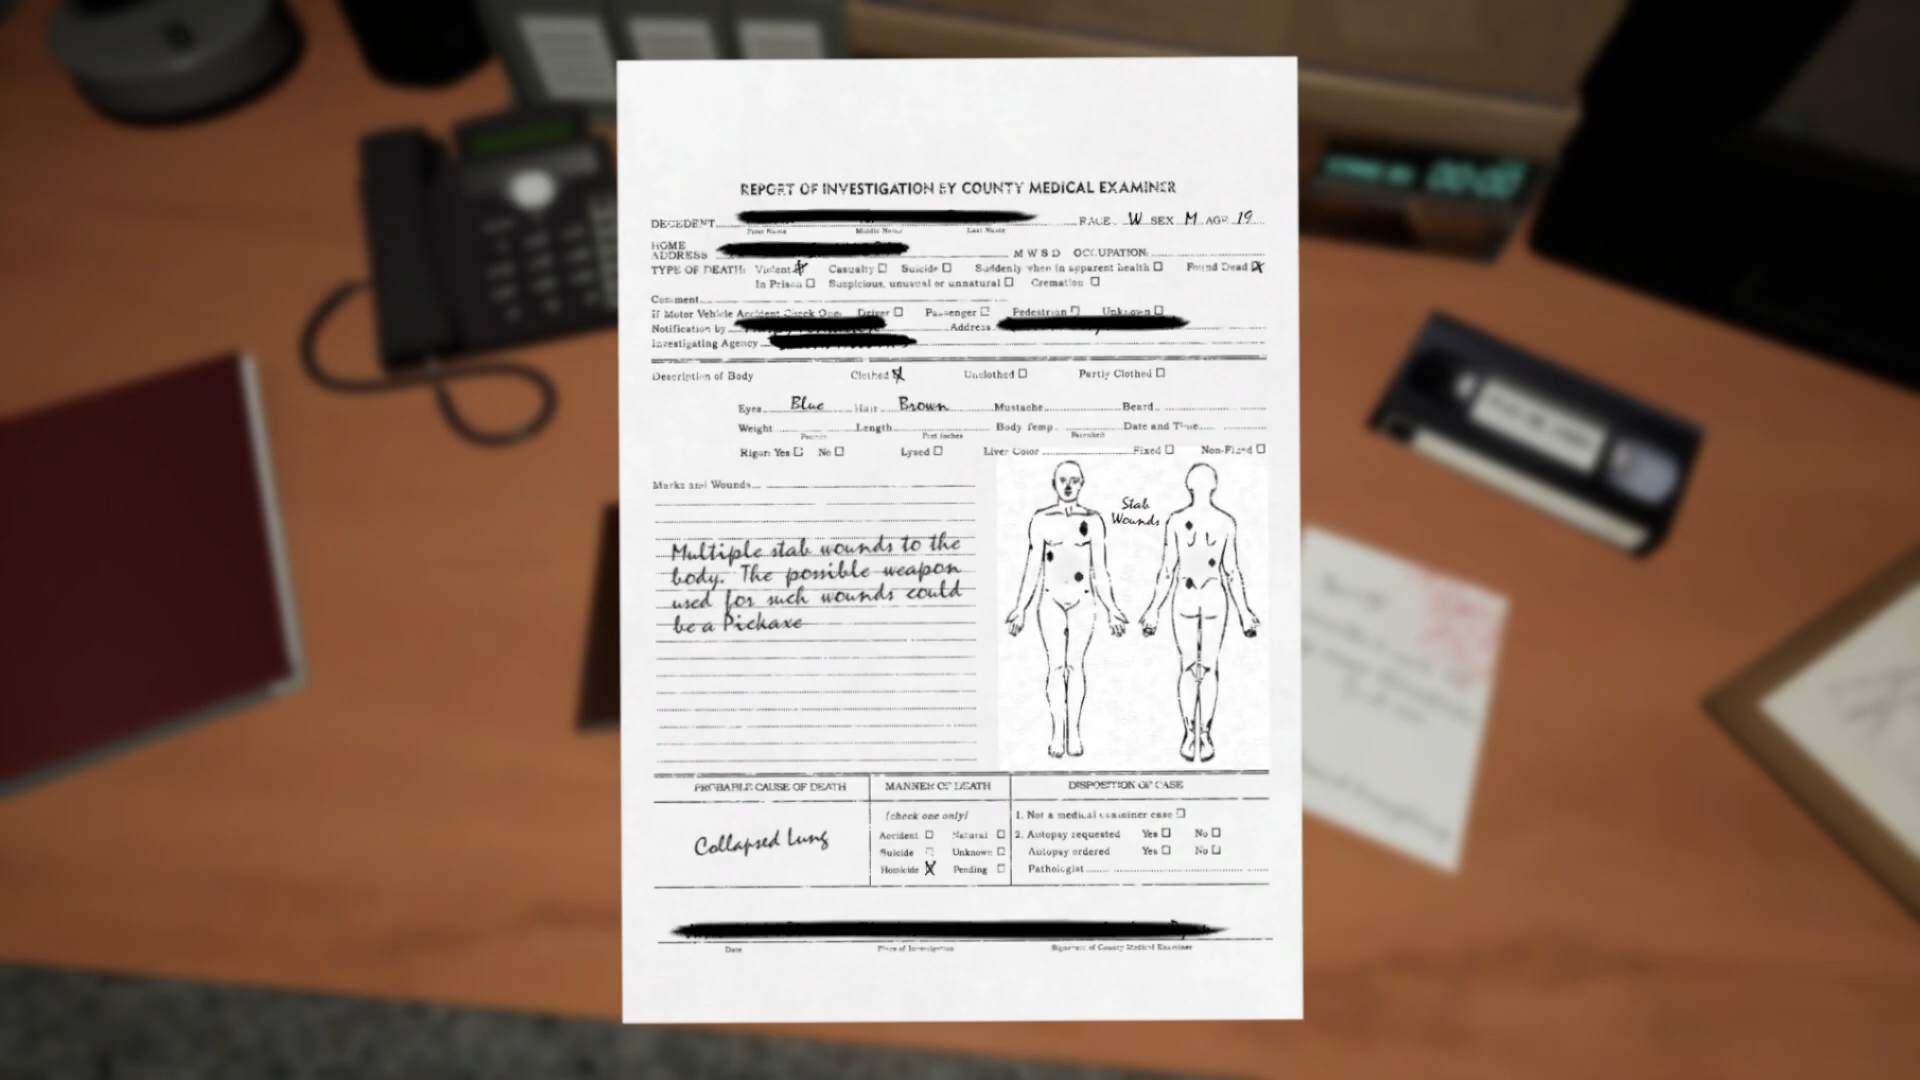 REPORT OF INVESTIGATION BY COUNTY MEDICAL EXAMINER
DECEDENT RACE W SEX M AGE 19
First Name Middle Name Last Name
HOME
ADDRESS M W S D OCCUPATION
TYPE OF DEATH: Violent Casualty Suicide Suddenly when in apparent health Found Dead
In Prison Suspicious, unusual or unnatural Cremation
Comment
If Motor Vehicle Accident Check One: Driver Passenger Pedestrian Unknown
Notification by Address
Investigating Agency
Description of Body Clothed Unclothed Partly Clothed
Eyes Blue Hair Brown Mustache Beard
Weight Length Body Temp. Date and Time
Pounds Feet Inches Farenheit
Rigor: Yes No Lysed Liver Color Fixed Non-Fixed
Marks and Wounds
Stab
Wounds
Multiple stab wounds to the
body. The possible weapon
used for such wounds could
be a Pickaxe
PROBABLE CAUSE OF DEATH MANNER OF DEATH DISPOSITION OF CASE
(check one only) 1. Not a medical examiner case
Accident Natural 2. Autopsy requested Yes No
Collapsed Lung
Suicide Unknown Autopsy ordered Yes No
Homicide Pending Pathologist
Date Place of Investigation Signature of County Medical Examiner